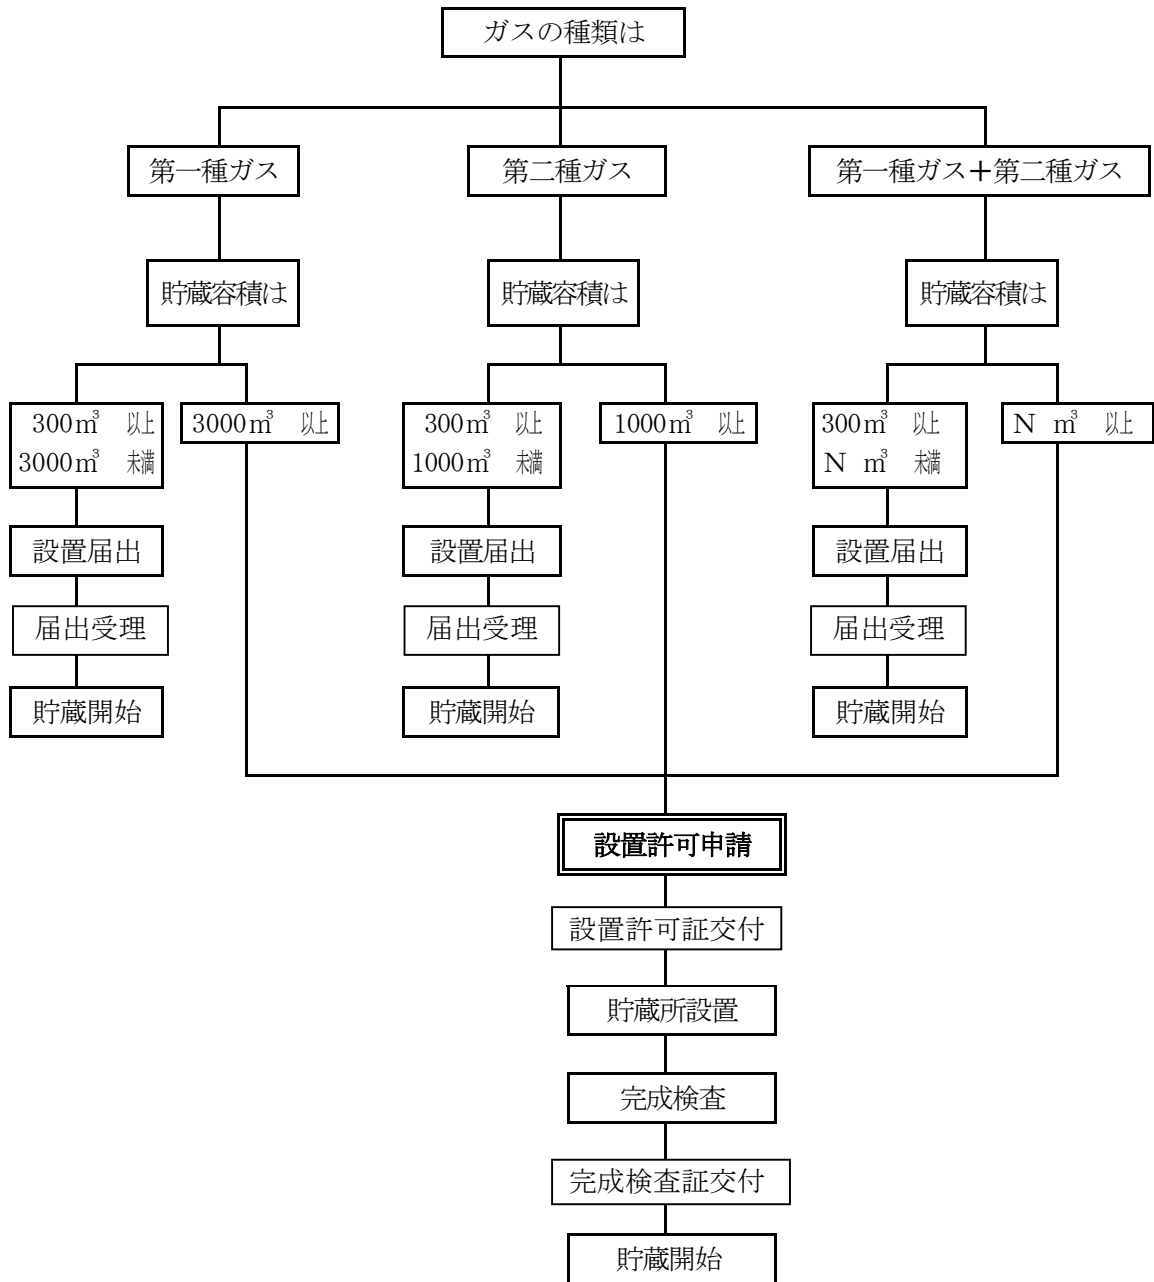 ガスの種類は
第一種ガス
第二種ガス
第一種ガス+第二種ガス
貯蔵容積は
貯蔵容積は
貯蔵容積は
300㎥ 以上
3000㎥ 未満
3000㎥ 以上
300㎥ 以上
1000㎥ 未満
1000㎥ 以上
300㎥ 以上
N ㎥ 未満
N ㎥ 以上
設置届出
設置届出
設置届出
届出受理
届出受理
届出受理
貯蔵開始
貯蔵開始
貯蔵開始
設置許可申請
設置許可証交付
貯蔵所設置
完成検査
完成検査証交付
貯蔵開始